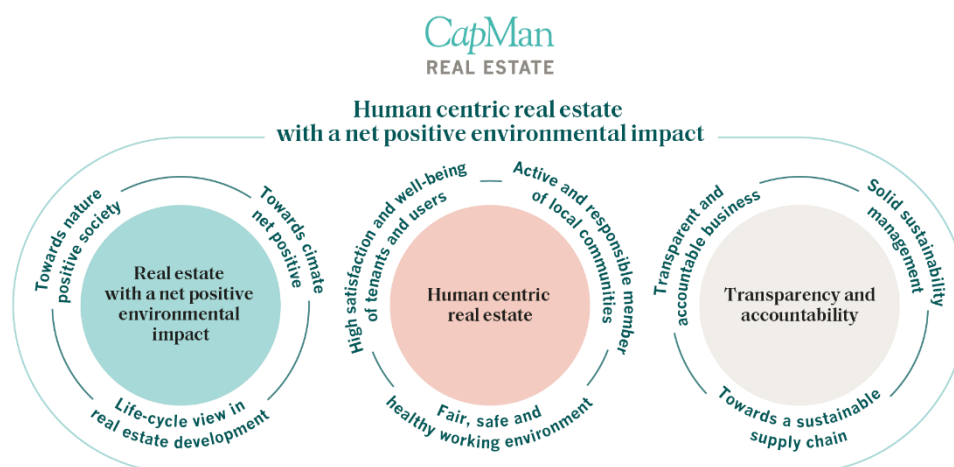 CapMan
REAL ESTATE
Human centric real estate
with a net positive environmental impact
Towards nature
positive society
Towards cimate
net positive
Real estate
with a net positive
environmental
impact
Life-cycle view in
real estate development
High satisfaction and well-being
of tenants and users
Active and responsible member
of local communities
Human centric
real estate
Fair, safe and
healthy working environment
Transparent and
accountable business
Solid sustainability
management
Transparency and
accountability
Towards a sustainable
supply chain